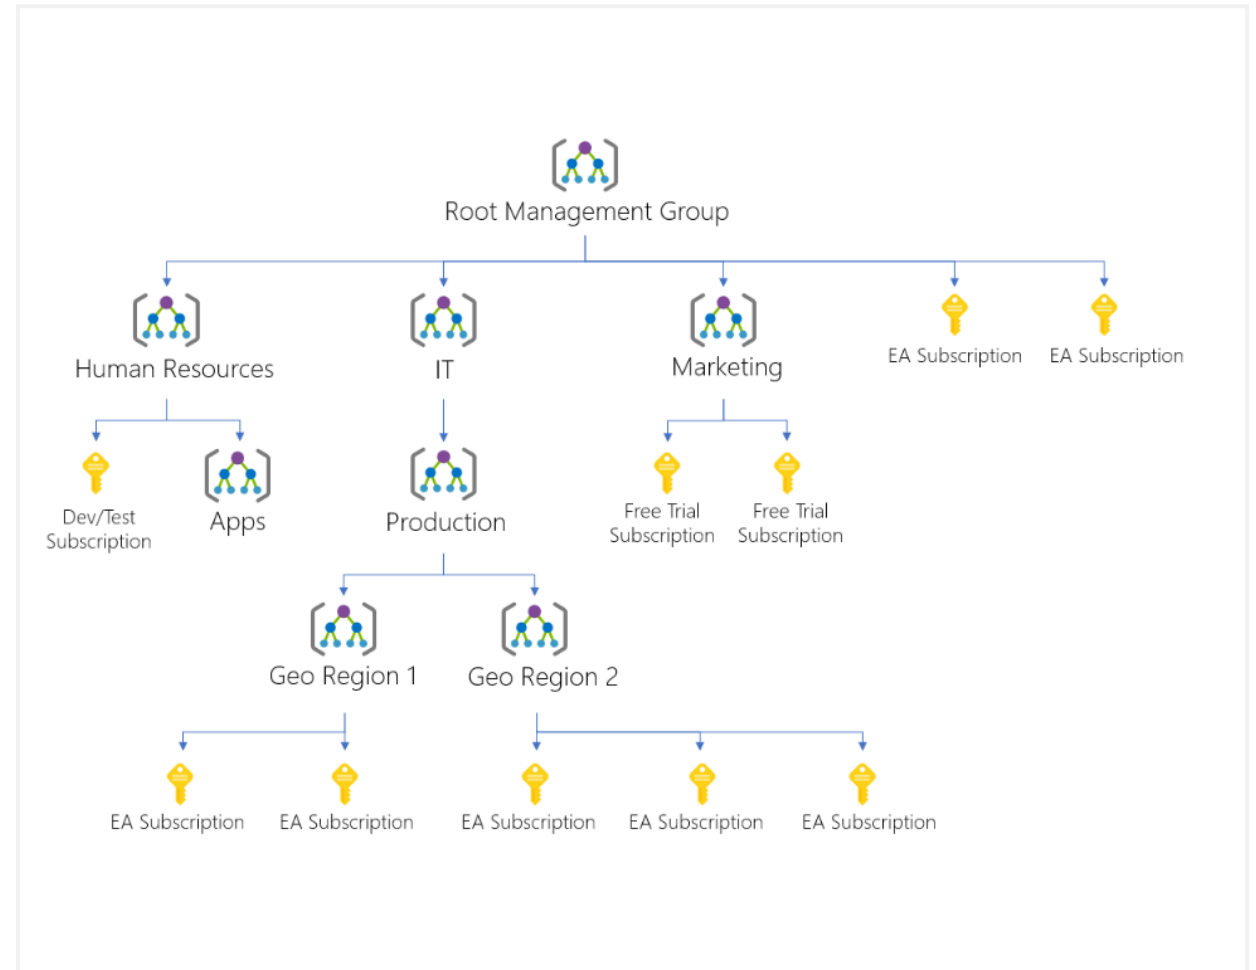 Root Management Group
Human Resources
IT
Marketing
EA Subscription
EA Subscription
Dev/Test
Subscription
Apps
Production
Free Trial
Subscription
Free Trial
Subscription
Geo Region 1
Geo Region 2
EA Subscription
EA Subscription
EA Subscription
EA Subscription
EA Subscription